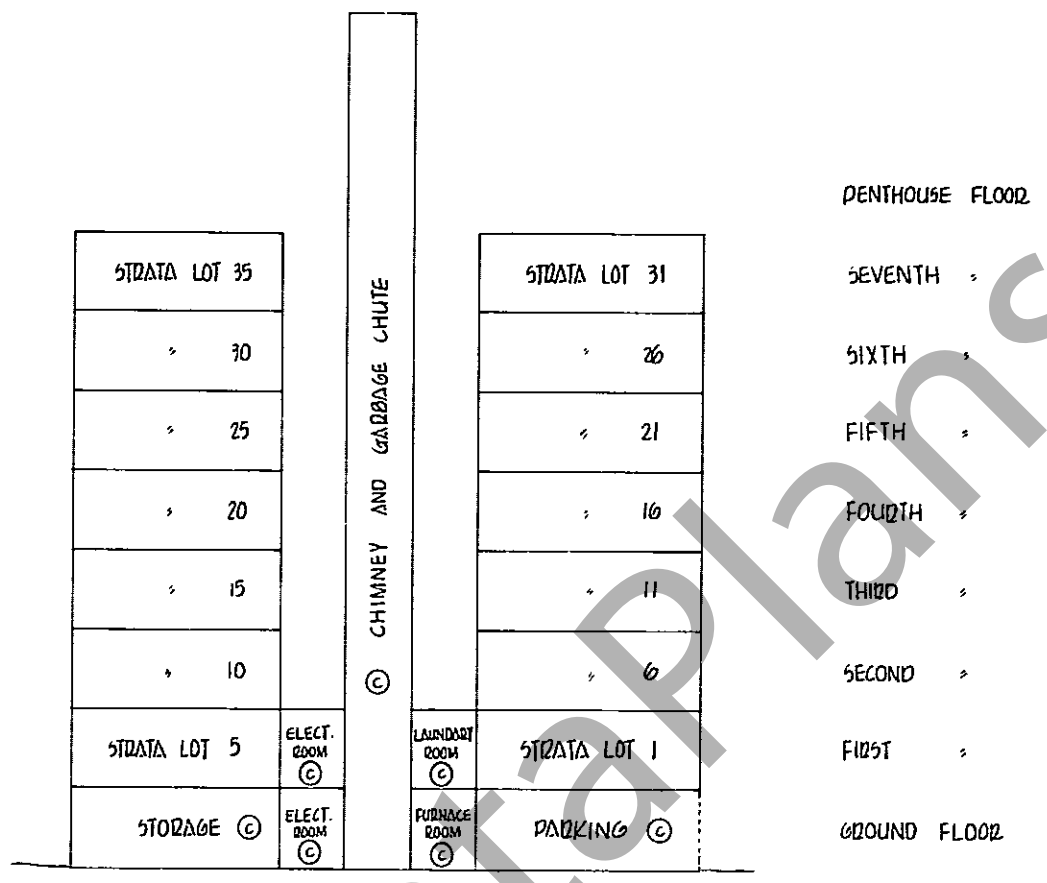 PENTHOUSE FLOOR
STRATA LOT 35 STRATA LOT 31 SEVENTH "
" 30 " 26 SIXTH "
" 25 " 21 FIFTH "
" 20 " 16 FOURTH "
" 15 " 11 THIRD "
" 10 " 6 SECOND "
© CHIMNEY AND GARBAGE CHUTE
STRATA LOT 5 ELECT. ROOM © LAUNDART ROOM © STRATA LOT 1 FIRST "
STORAGE © ELECT. ROOM © FURNACE ROOM © PARKING © GROUND FLOOR
taPlans